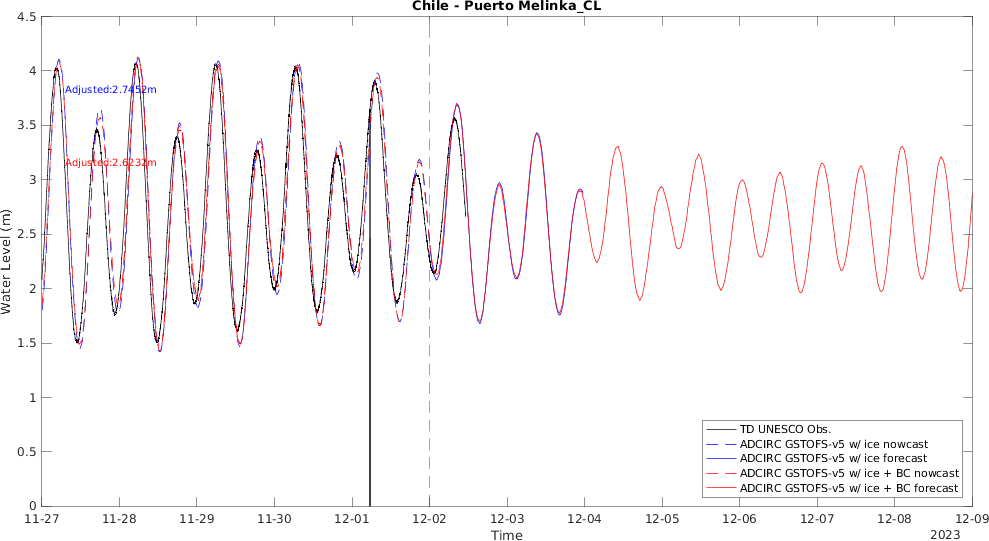 Chile - Puerto Melinka_CL
4.5
4
3.5
3
2.5
2
1.5
1
0.5
0
Water Level (m)
Adjusted:2.7452m
Adjusted:2.6232m
TD UNESCO Obs.
ADCIRC GSTOFS-v5 w/ ice nowcast
ADCIRC GSTOFS-v5 w/ ice forecast
ADCIRC GSTOFS-v5 w/ ice + BC nowcast
ADCIRC GSTOFS-v5 w/ ice + BC forecast
11-27 11-28 11-29 11-30 12-01 12-02 12-03 12-04 12-05 12-06 12-07 12-08 12-09
Time
2023